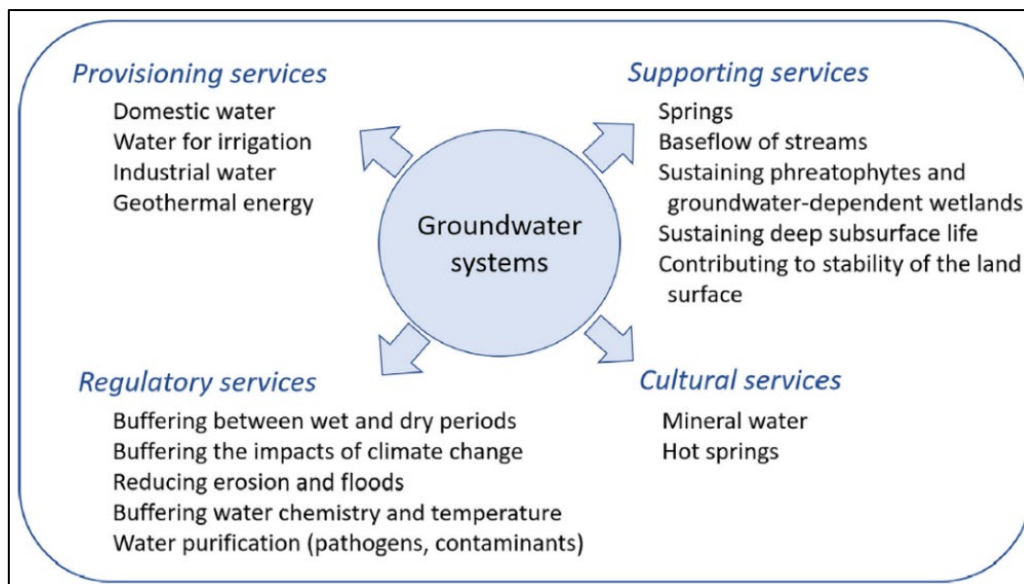 Provisioning services
Domestic water
Water for irrigation
Industrial water
Geothermal energy
Supporting services
Springs
Baseflow of streams
Sustaining phreatophytes and
groundwater-dependent wetlands
Sustaining deep subsurface life
Contributing to stability of the land
surface
Groundwater
systems
Regulatory services
Buffering between wet and dry periods
Buffering the impacts of climate change
Reducing erosion and floods
Buffering water chemistry and temperature
Water purification (pathogens, contaminants)
Cultural services
Mineral water
Hot springs